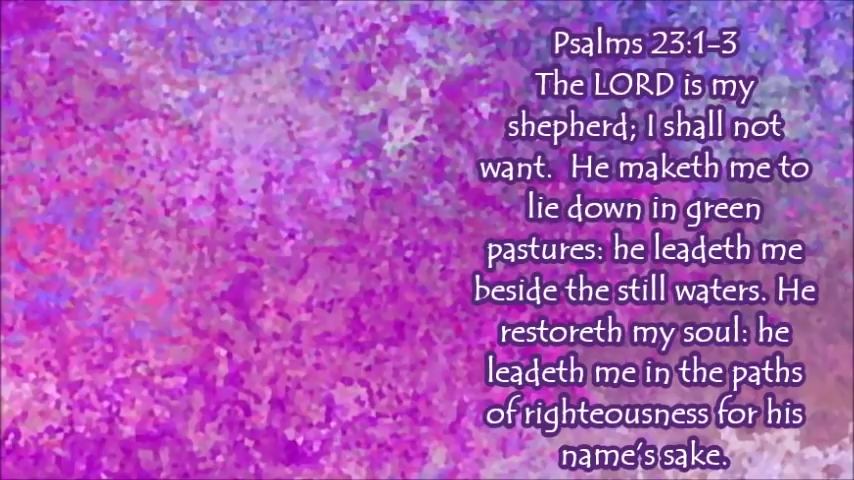 Psalms 23:1-3
The LORD is my
shepherd; I shall not
want.  He maketh me to
lie down in green
pastures: he leadeth me
beside the still waters. He
restoreth my soul: he
leadeth me in the paths
of righteousness for his
name's sake.